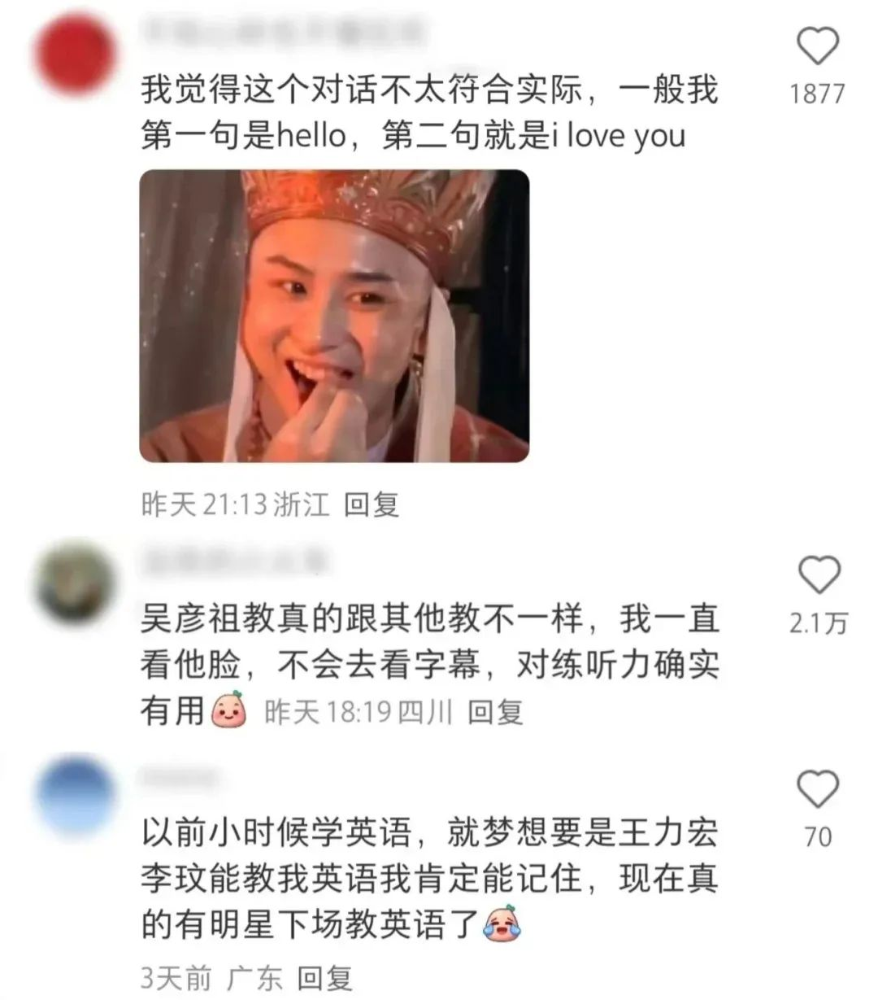 我觉得这个对话不太符合实际，一般我
第一句是hello，第二句就是i love you
1877
昨天 21:13 浙江 回复
吴彦祖教真的跟其他教不一样，我一直
看他脸，不会去看字幕，对练听力确实
有用 昨天 18:19 四川 回复
2.1万
以前小时候学英语，就梦想要是王力宏
李玟能教我英语我肯定能记住，现在真
的有明星下场教英语了
70
3天前 广东 回复